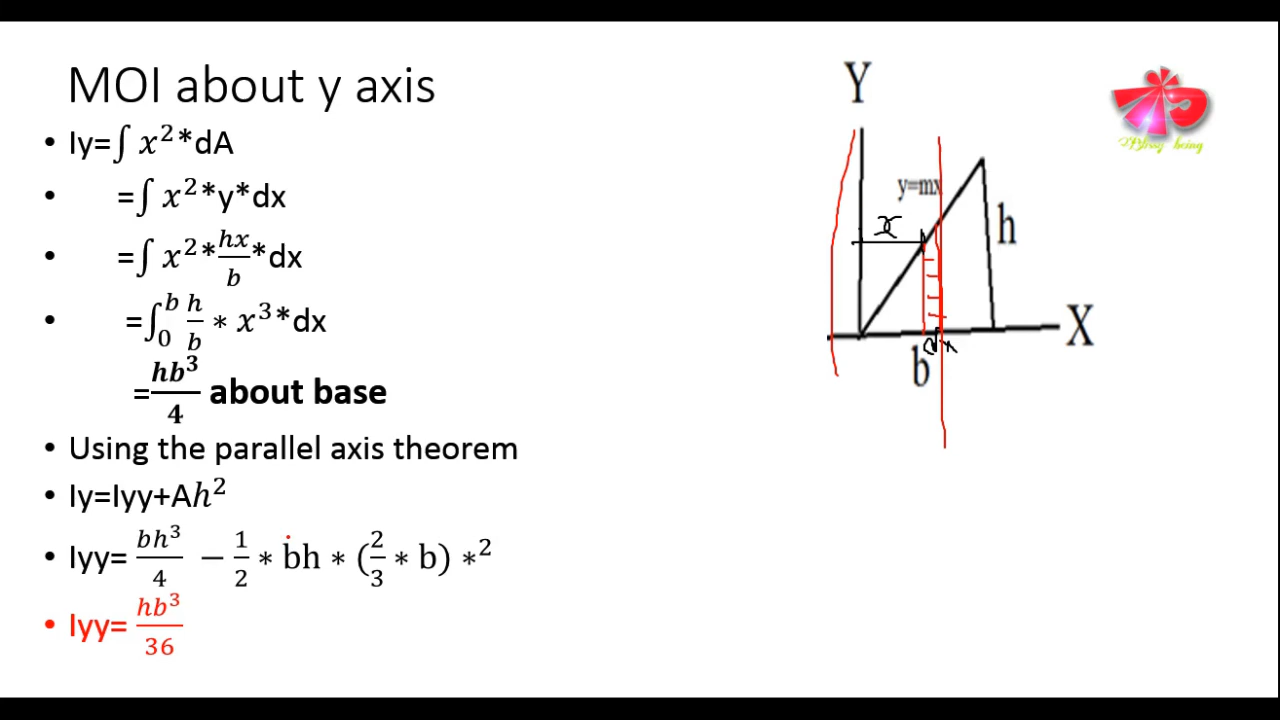 MOI about y axis
• Iy=∫ x²*dA
• =∫ x²*y*dx
• =∫ x²*hx/b*dx
• =∫₀ᵇ h/b ∗ x³*dx
=hb³/4 about base
• Using the parallel axis theorem
• Iy=Iyy+Ah²
• Iyy= bh³/4 − 1/2 ∗ bh ∗ (2/3 ∗ b) ∗²
• Iyy= hb³/36
Y
y=mx
x
h
X
dx
b
Blissy being